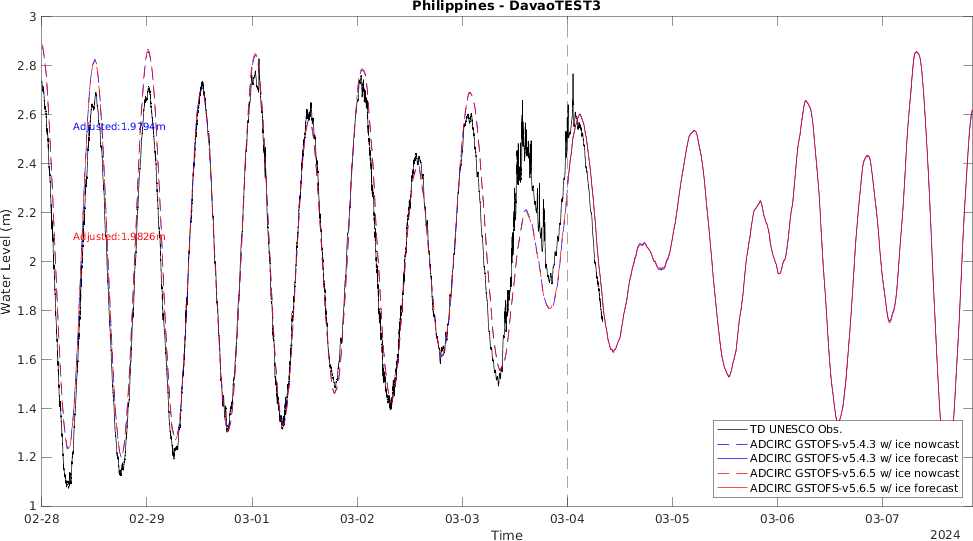 Philippines - DavaoTEST3
3
2.8
2.6
2.4
2.2
2
1.8
1.6
1.4
1.2
1
Water Level (m)
Adjusted:1.9794m
Adjusted:1.9826m
TD UNESCO Obs.
ADCIRC GSTOFS-v5.4.3 w/ ice nowcast
ADCIRC GSTOFS-v5.4.3 w/ ice forecast
ADCIRC GSTOFS-v5.6.5 w/ ice nowcast
ADCIRC GSTOFS-v5.6.5 w/ ice forecast
02-28 02-29 03-01 03-02 03-03 03-04 03-05 03-06 03-07
Time
2024